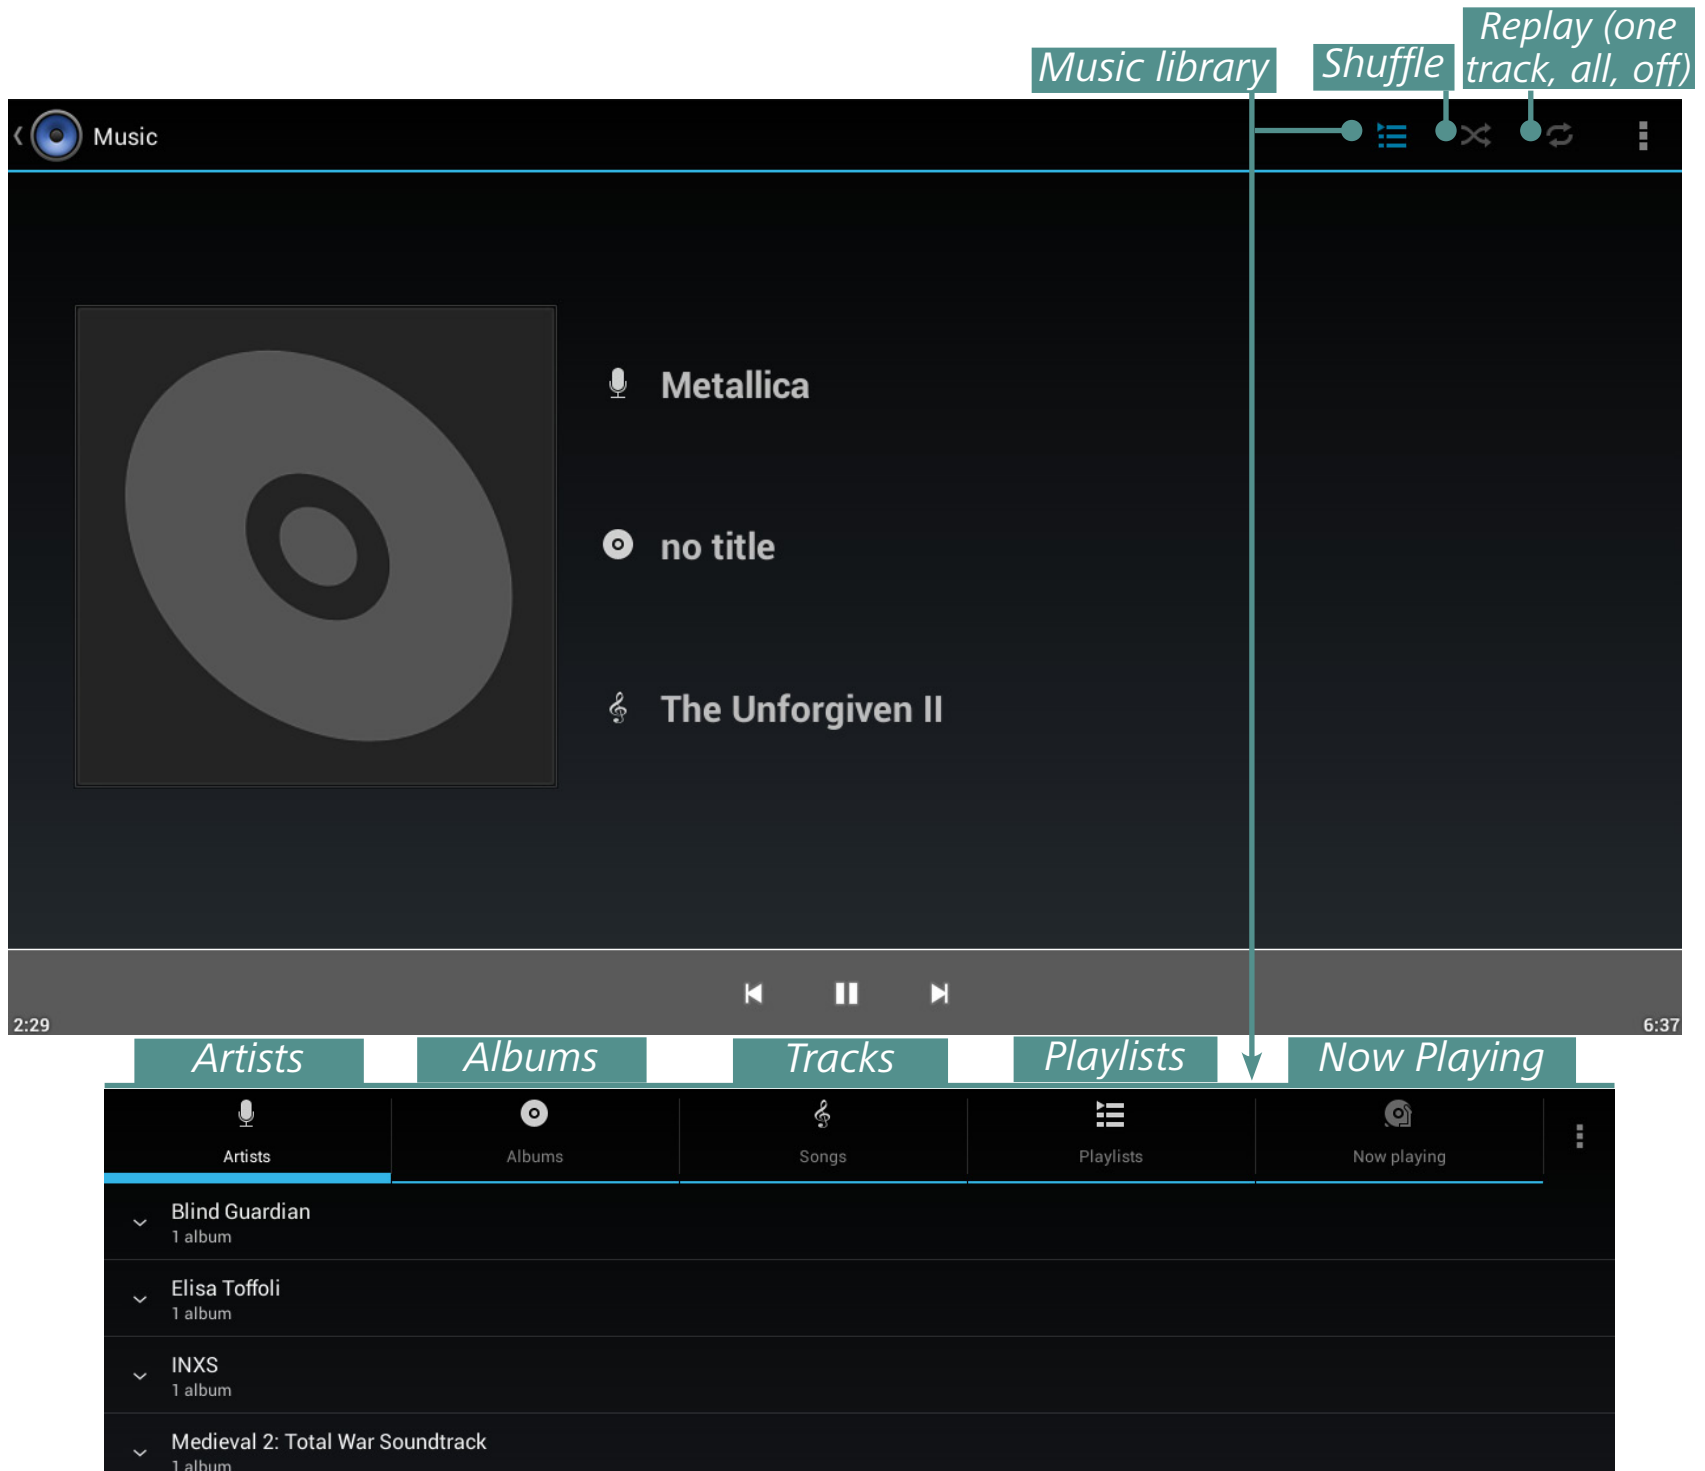 Music library
Shuffle
Replay (one
track, all, off)
Music
Metallica
no title
The Unforgiven II
2:29
6:37
Artists
Albums
Tracks
Playlists
Now Playing
Artists
Albums
Songs
Playlists
Now playing
Blind Guardian
1 album
Elisa Toffoli
1 album
INXS
1 album
Medieval 2: Total War Soundtrack
1 album